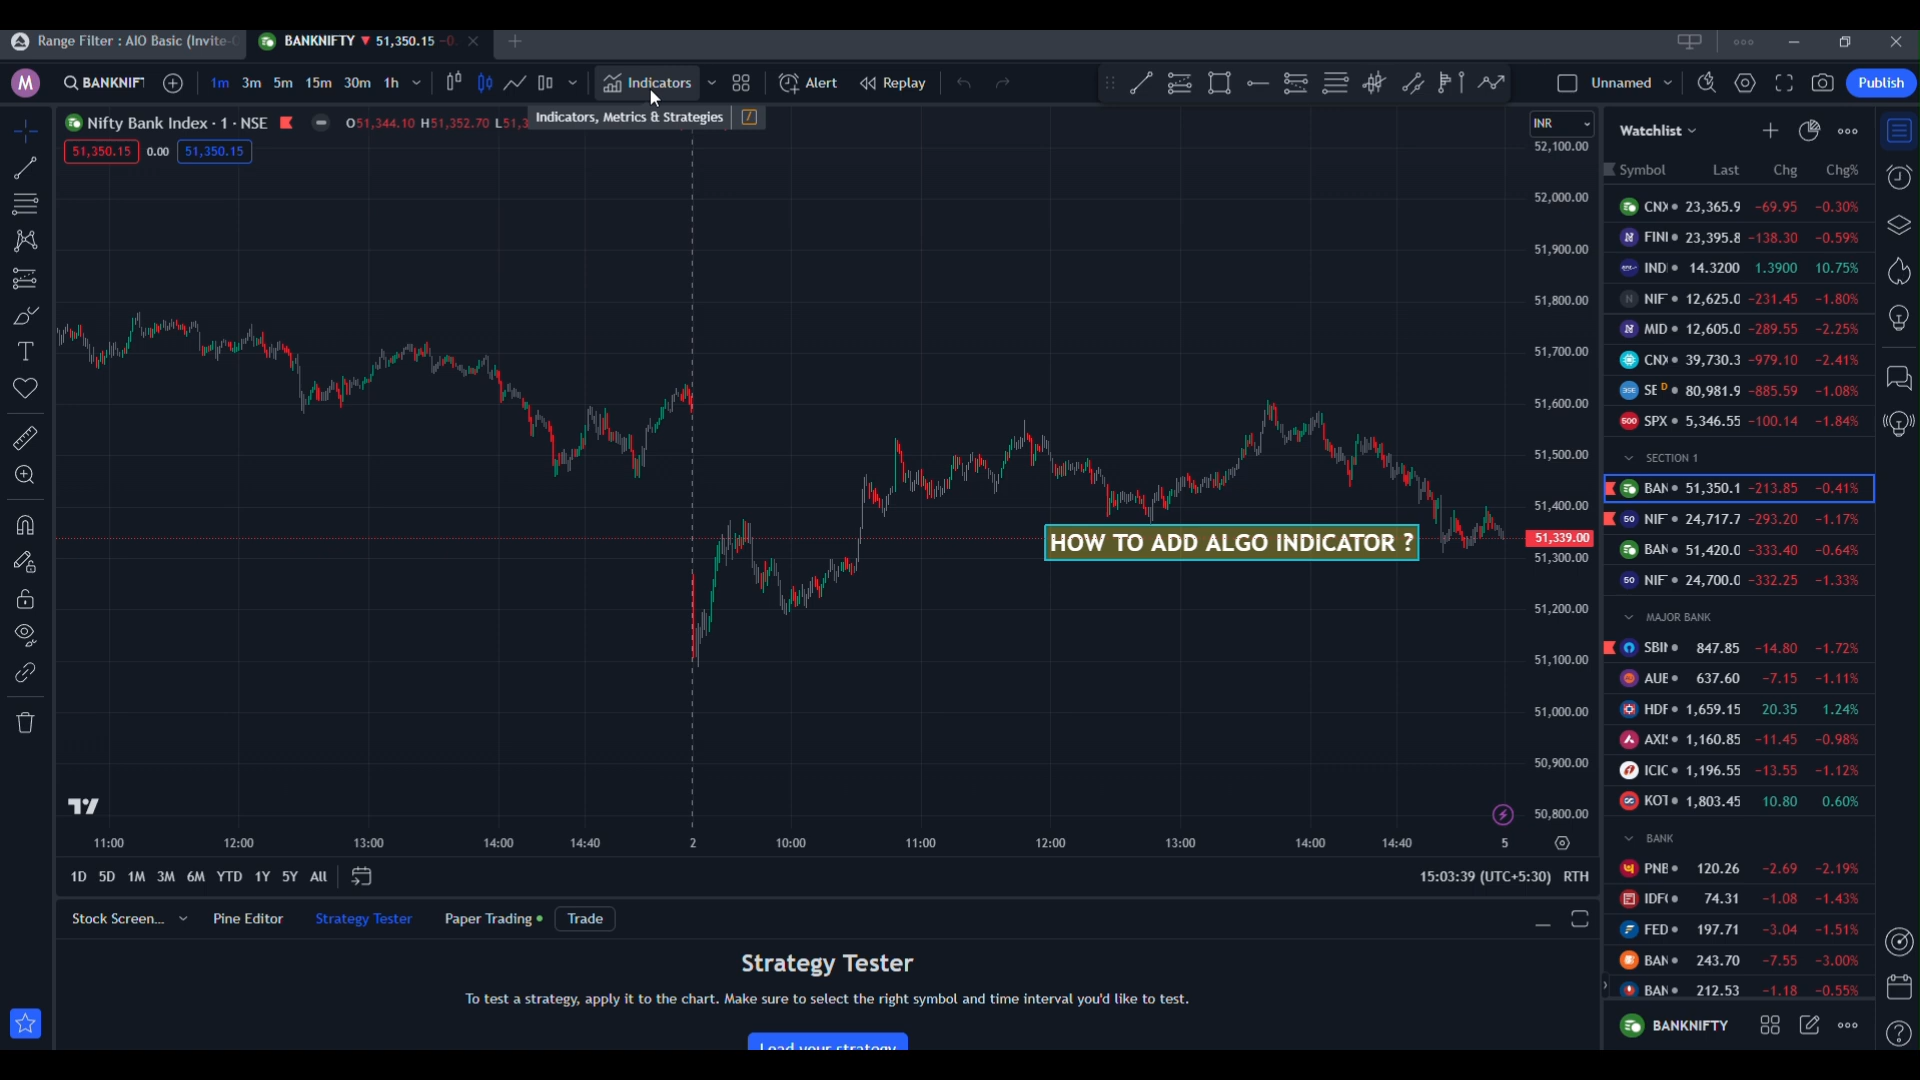 Range Filter : AIO Basic (Invite-
BANKNIFTY 51,350.15
M BANKNIFT 1m 3m 5m 15m 30m 1h Indicators Alert Replay Unnamed Publish
Indicators, Metrics & Strategies
Nifty Bank Index · 1 · NSE O51,344.10 H51,352.70 L51,3
51,350.15 0.00 51,350.15
INR
52,100.00
52,000.00
51,900.00
51,800.00
51,700.00
51,600.00
51,500.00
51,400.00
51,339.00
51,300.00
51,200.00
51,100.00
51,000.00
50,900.00
50,800.00
HOW TO ADD ALGO INDICATOR ?
11:00 12:00 13:00 14:00 14:40 2 10:00 11:00 12:00 13:00 14:00 14:40 5
1D 5D 1M 3M 6M YTD 1Y 5Y All 15:03:39 (UTC+5:30) RTH
Stock Screen... Pine Editor Strategy Tester Paper Trading Trade
Strategy Tester
To test a strategy, apply it to the chart. Make sure to select the right symbol and time interval you'd like to test.
Load your strategy
Watchlist
Symbol Last Chg Chg%
CNX 23,365.9 -69.95 -0.30%
FINI 23,395.8 -138.30 -0.59%
IND 14.3200 1.3900 10.75%
NIF 12,625.0 -231.45 -1.80%
MID 12,605.0 -289.55 -2.25%
CNX 39,730.3 -979.10 -2.41%
SE D 80,981.9 -885.59 -1.08%
500 SPX 5,346.55 -100.14 -1.84%
SECTION 1
BAN 51,350.1 -213.85 -0.41%
50 NIF 24,717.7 -293.20 -1.17%
BAN 51,420.0 -333.40 -0.64%
50 NIF 24,700.0 -332.25 -1.33%
MAJOR BANK
SBIN 847.85 -14.80 -1.72%
AUB 637.60 -7.15 -1.11%
HDF 1,659.15 20.35 1.24%
AXIS 1,160.85 -11.45 -0.98%
ICIC 1,196.55 -13.55 -1.12%
KOT 1,803.45 10.80 0.60%
BANK
PNB 120.26 -2.69 -2.19%
IDF 74.31 -1.08 -1.43%
FED 197.71 -3.04 -1.51%
BAN 243.70 -7.55 -3.00%
BAN 212.53 -1.18 -0.55%
BANKNIFTY